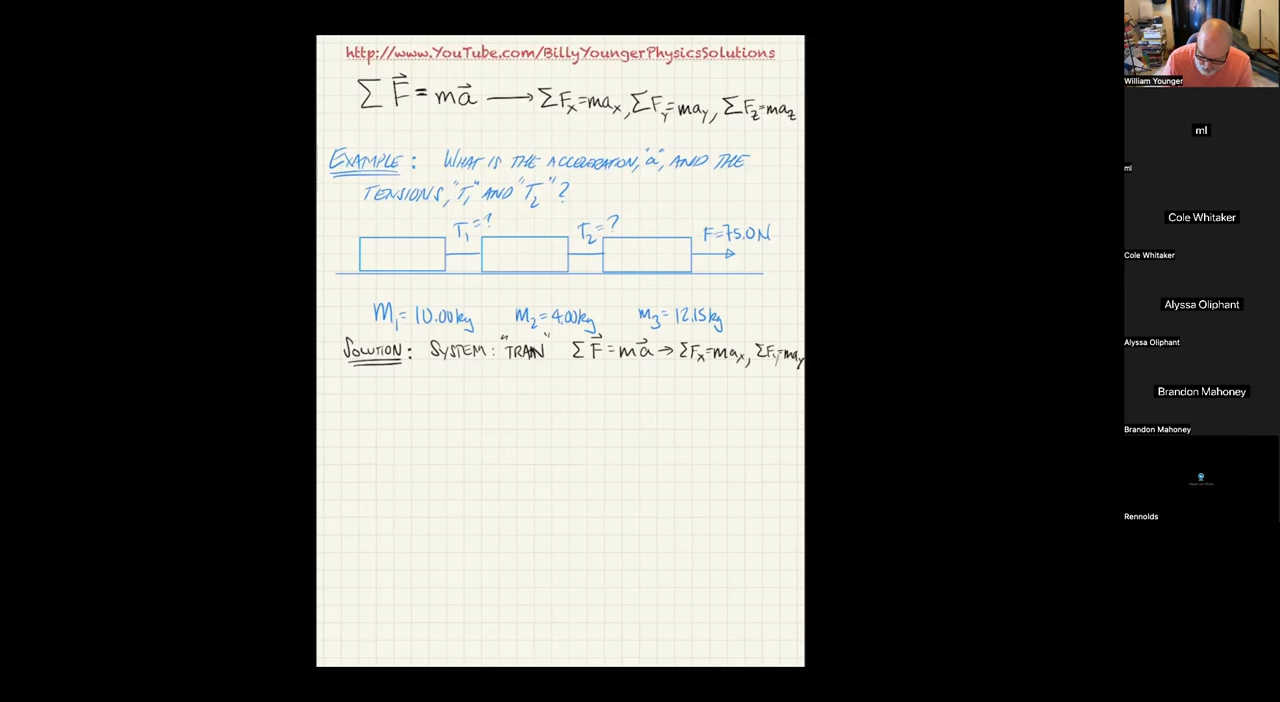 http://www.YouTube.com/BillyYoungerPhysicsSolutions
∑F⃗ = ma⃗ → ∑Fx=max, ∑Fy=may, ∑Fz=maz
EXAMPLE: WHAT IS THE ACCELERATON, "a", AND THE
TENSIONS, "T₁" AND "T₂"?
T₁=? T₂=? F=75.0N
m₁=10.00kg m₂=4.00kg m₃=12.15kg
SOLUTION: SYSTEM: "TRAIN" ∑F⃗=ma⃗ → ∑Fx=max, ∑Fy=may
William Younger
ml
ml
Cole Whitaker
Cole Whitaker
Alyssa Oliphant
Alyssa Oliphant
Brandon Mahoney
Brandon Mahoney
Rennolds